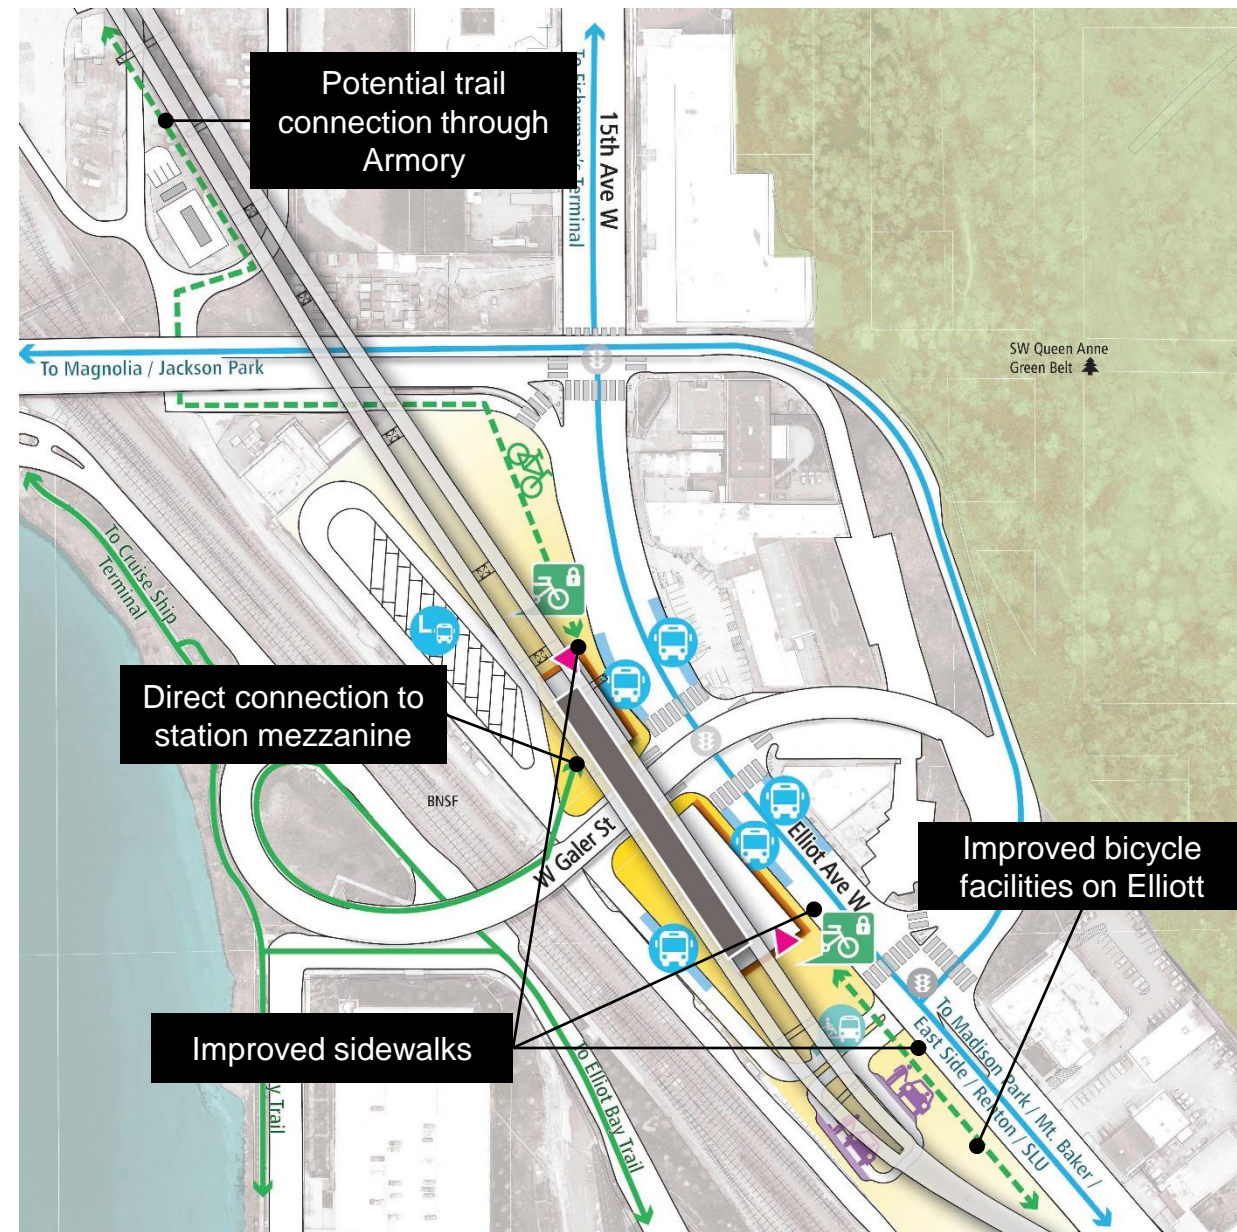 Potential trail
connection through
Armory
To Fisherman's Terminal
15th Ave W
To Magnolia / Jackson Park
SW Queen Anne
Green Belt
To Cruise Ship
Terminal
Direct connection to
station mezzanine
BNSF
W Galer St
Elliot Ave W
Improved bicycle
facilities on Elliott
Improved sidewalks
To Madison Park / Mt. Baker /
East Side / Renton / SLU
y Trail
To Elliot Bay Trail